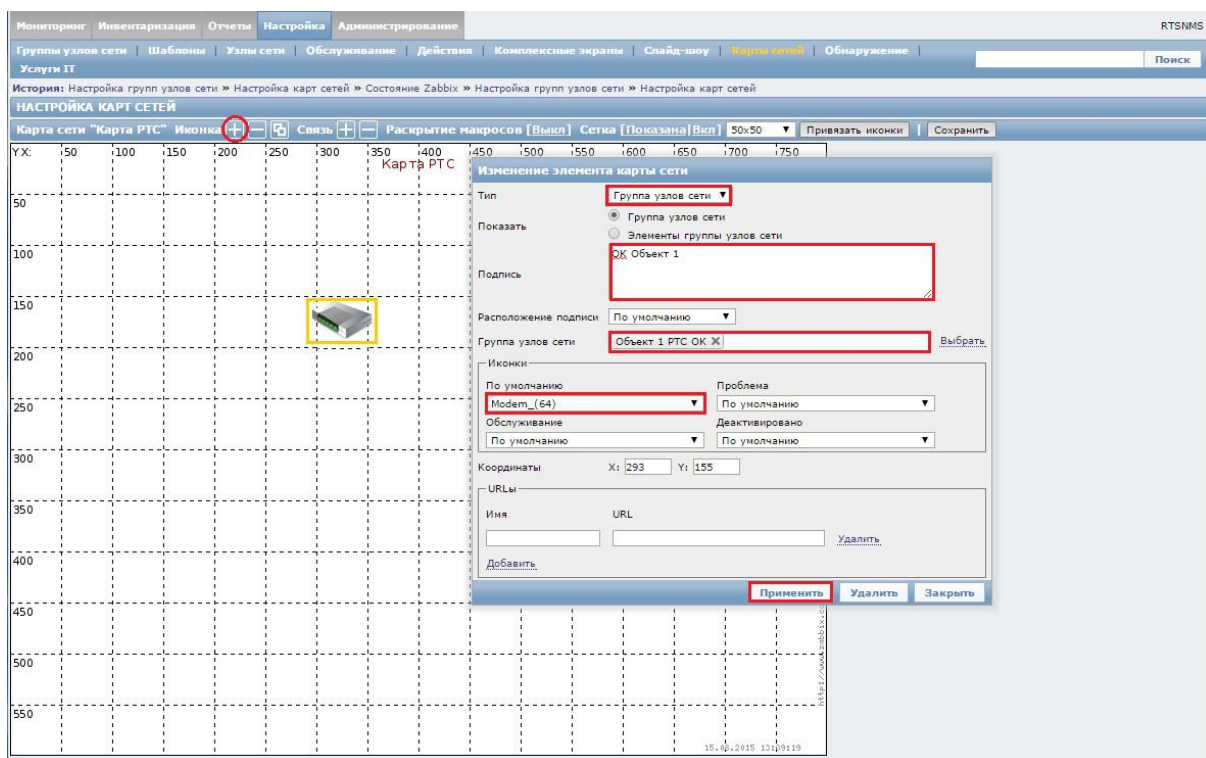 Мониторинг Инвентаризация Отчеты Настройка Администрирование RTSNMS
Группы узлов сети | Шаблоны | Узлы сети | Обслуживание | Действия | Комплексные экраны | Слайд-шоу | Карты сетей | Обнаружение |
Услуги IT
Поиск
История: Настройка групп узлов сети » Настройка карт сетей » Состояние Zabbix » Настройка групп узлов сети » Настройка карт сетей
НАСТРОЙКА КАРТ СЕТЕЙ
Карта сети "Карта РТС" Иконка Связь Раскрытие макросов [Выкл] Сетка [Показана|Вкл] 50x50 Привязать иконки | Сохранить
Y X: 50 100 150 200 250 300 350 400 450 500 550 600 650 700 750
Карта РТС
Изменение элемента карты сети
Тип Группа узлов сети
Показать
Группа узлов сети
Элементы группы узлов сети
Подпись
ОК Объект 1
Расположение подписи По умолчанию
Группа узлов сети Объект 1 РТС ОК Выбрать
Иконки
По умолчанию Проблема
Modem_(64) По умолчанию
Обслуживание Деактивировано
По умолчанию По умолчанию
Координаты X: 293 Y: 155
URLы
Имя URL
Удалить
Добавить
Применить Удалить Закрыть
50
100
150
200
250
300
350
400
450
500
550
15.08.2015 13:39:19